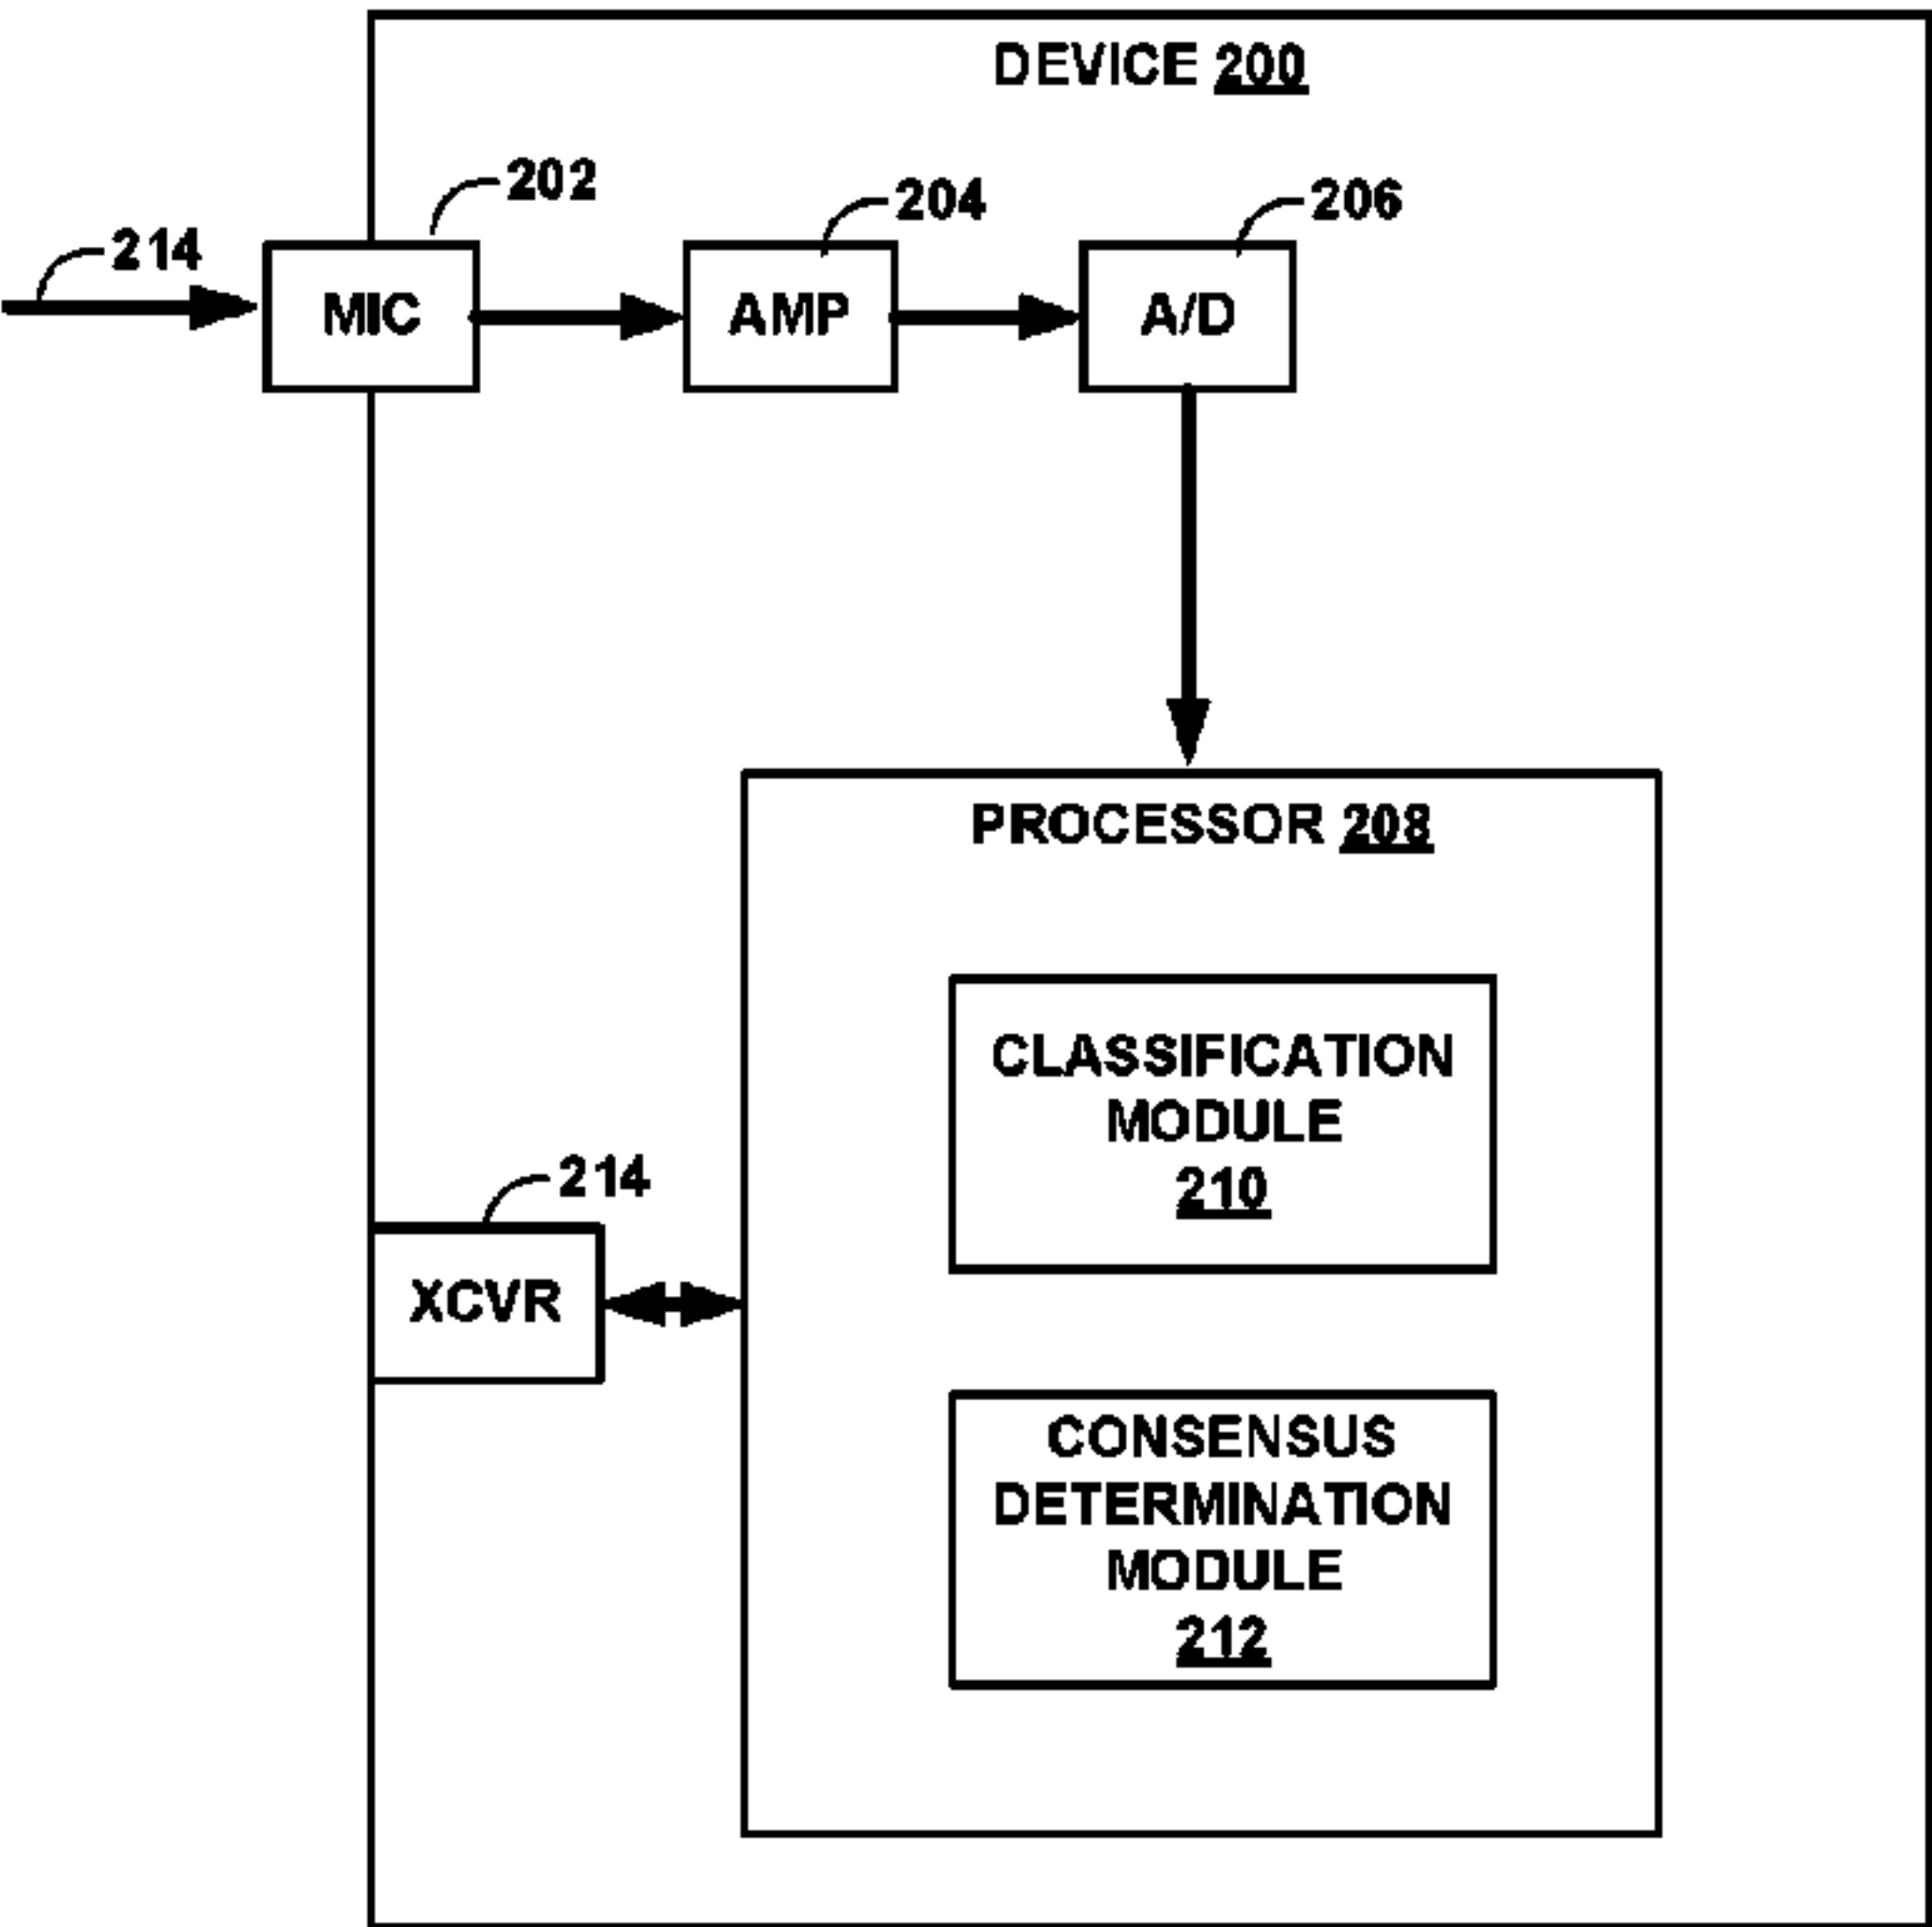 DEVICE 200
202
204
206
214
MIC
AMP
A/D
PROCESSOR 208
CLASSIFICATION
MODULE
210
214
XCVR
CONSENSUS
DETERMINATION
MODULE
212